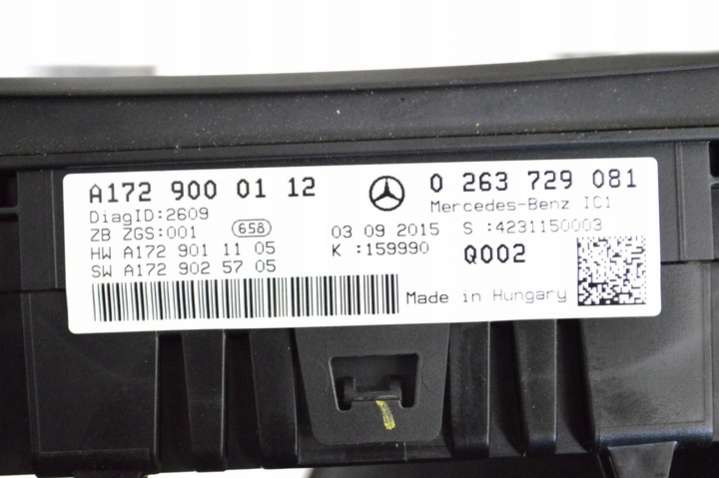 A172 900 01 12 0 263 729 081
DiagID:2609 Mercedes-Benz IC1
ZB ZGS:001 658 03 09 2015 S :4231150003
HW A172 901 11 05 K :159990 Q002
SW A172 902 57 05
Made in Hungary